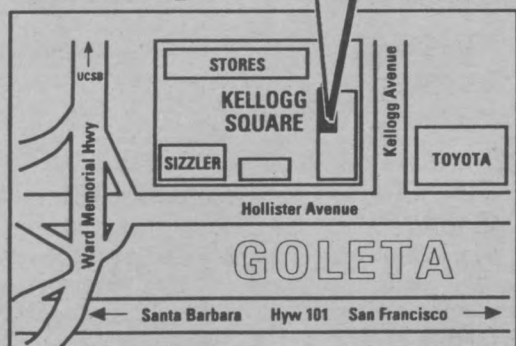 UCSB
STORES
KELLOGG
SQUARE
Kellogg Avenue
Ward Memorial Hwy
SIZZLER
TOYOTA
Hollister Avenue
GOLETA
Santa Barbara Hyw 101 San Francisco